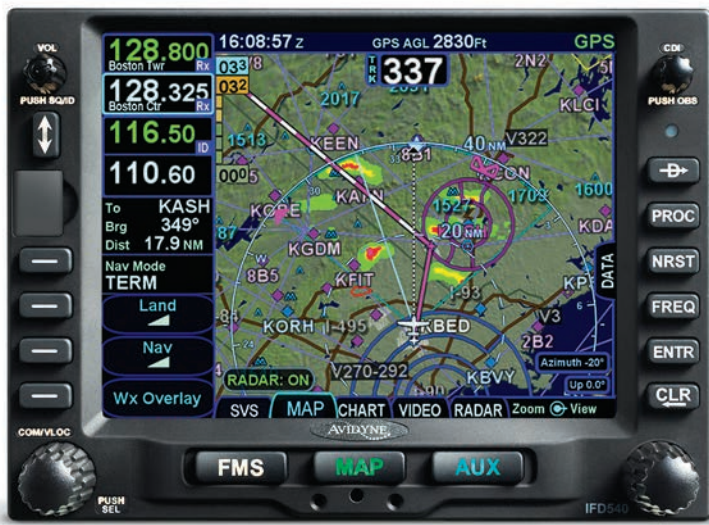 VOL
PUSH SQ/ID
128.800
Boston Twr Rx
128.325
Boston Ctr Rx
116.50
ID
110.60
To KASH
Brg 349°
Dist 17.9 NM
Nav Mode
TERM
Land
Nav
Wx Overlay
16:08:57 Z
GPS AGL 2830Ft
GPS
033
032
TRK
337
2N2
KLCI
2017
1513
KEEN
8B1
40 NM
V322
1527
1709
1600
KGDM
20 NM
W
8B5
KFIT
I-93
KORH
I-495
KBED
V3
2B2
V270-292
KBVY
DATA
Azimuth -20°
Up 0.0°
RADAR: ON
SVS
MAP
CHART
VIDEO
RADAR
Zoom
View
CDI
PUSH OBS
D
PROC
NRST
FREQ
ENTR
CLR
COM/VLOC
PUSH
SEL
AVIDYNE
FMS
MAP
AUX
IFD540